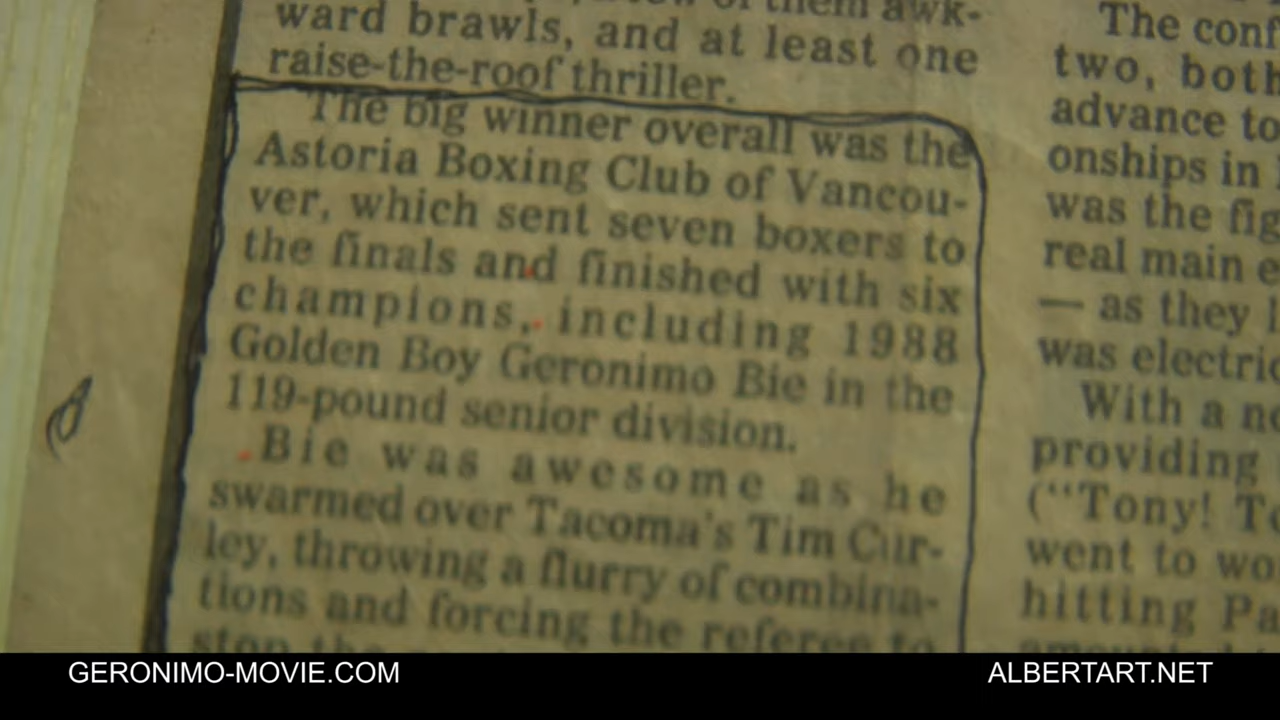 of them awk-
ward brawls, and at least one
raise-the-roof thriller.
The big winner overall was the
Astoria Boxing Club of Vancou-
ver, which sent seven boxers to
the finals and finished with six
champions, including 1988
Golden Boy Geronimo Bie in the
119-pound senior division.
Bie was awesome as he
swarmed over Tacoma's Tim Cur-
ley, throwing a flurry of combina-
tions and forcing the referee to
stop the
The conf
two, both
advance to
onships in
was the fig
real main e
— as they
was electric
With a
providing
("Tony! T
went to wo
hitting Pa
GERONIMO-MOVIE.COM
ALBERTART.NET